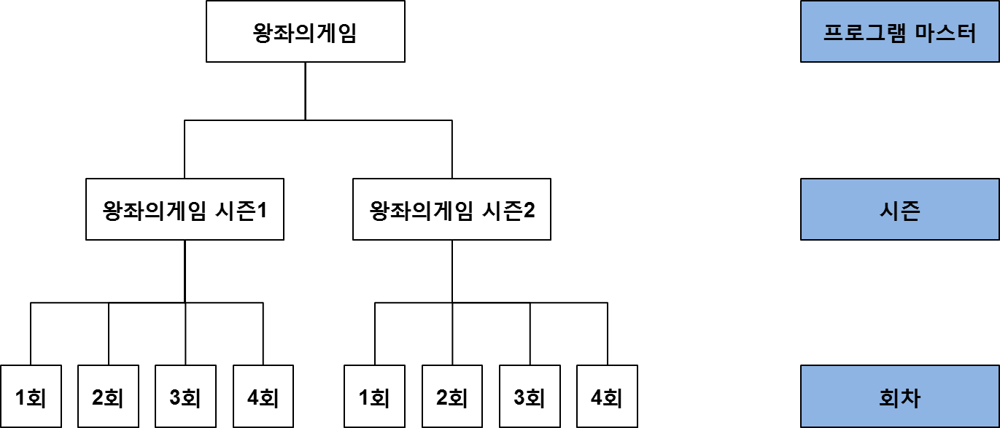 왕좌의게임
프로그램 마스터
왕좌의게임 시즌1
왕좌의게임 시즌2
시즌
1회
2회
3회
4회
1회
2회
3회
4회
회차